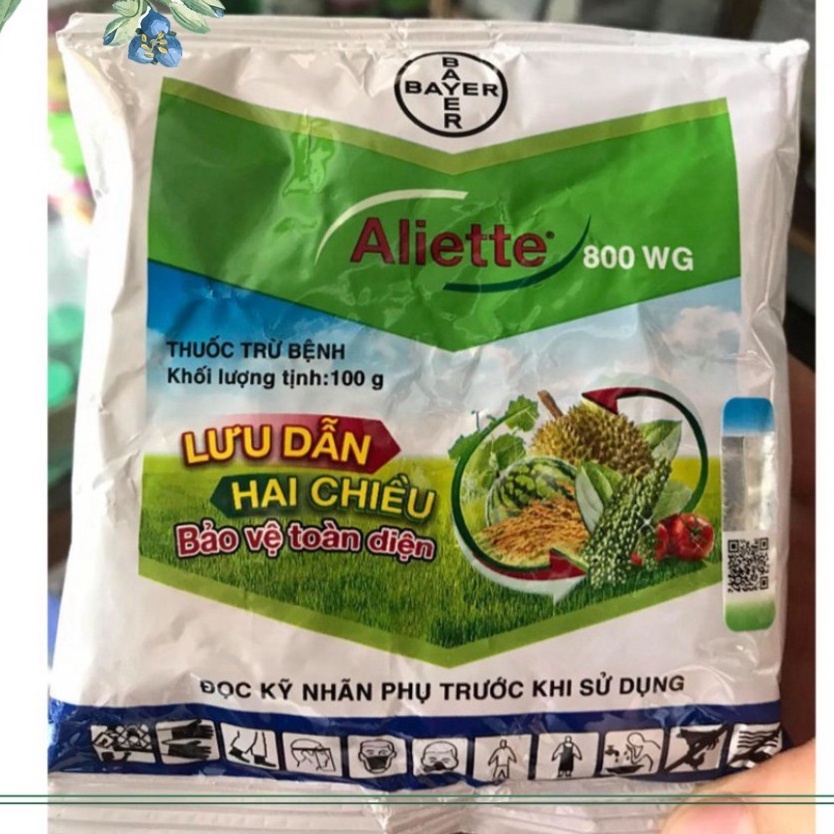 BAYER
BAYER
Aliette®
800 WG
THUỐC TRỪ BỆNH
Khối lượng tịnh:100 g
LƯU DẪN
HAI CHIỀU
Bảo vệ toàn diện
ĐỌC KỸ NHÃN PHỤ TRƯỚC KHI SỬ DỤNG